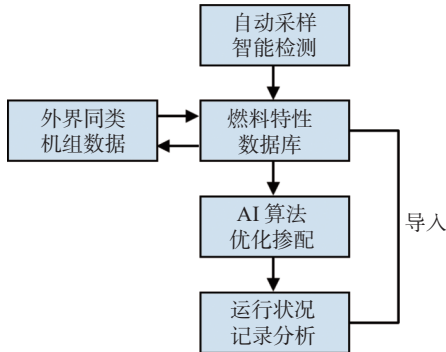 自动采样
智能检测
外界同类
机组数据
燃料特性
数据库
AI 算法
优化掺配
导入
运行状况
记录分析